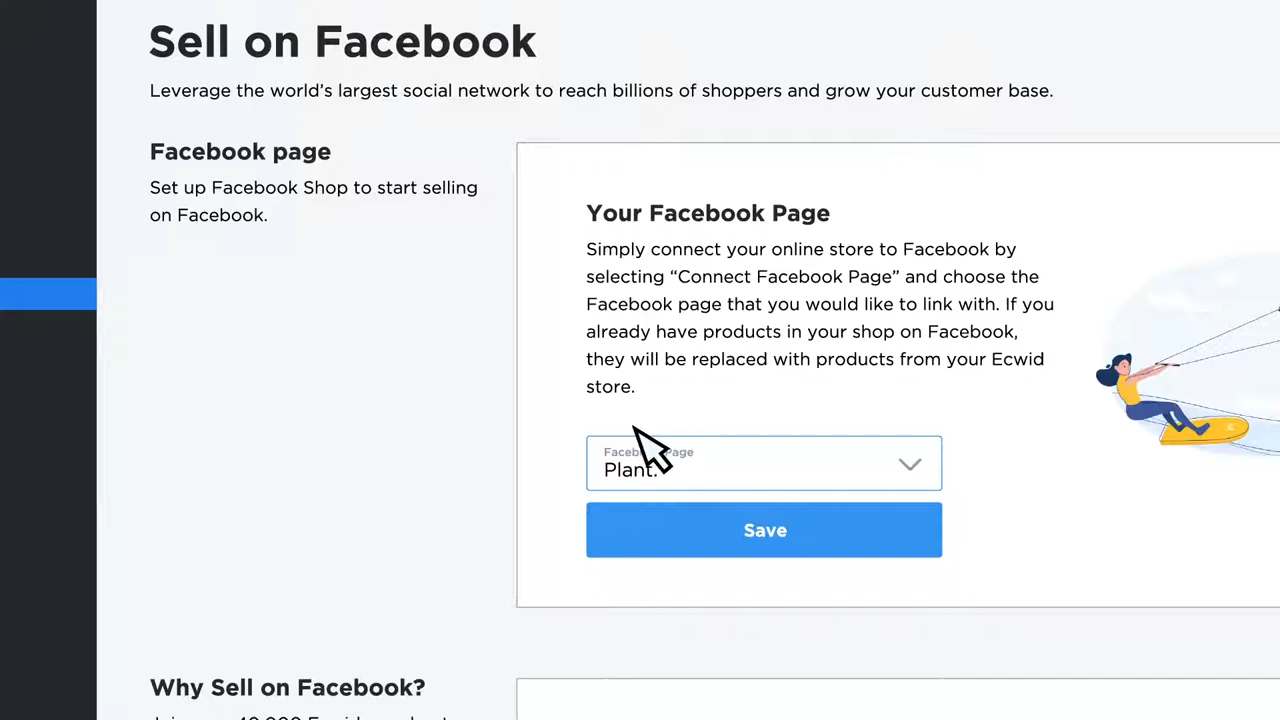 Sell on Facebook
Leverage the world's largest social network to reach billions of shoppers and grow your customer base.
Facebook page
Set up Facebook Shop to start selling
on Facebook.
Your Facebook Page
Simply connect your online store to Facebook by
selecting “Connect Facebook Page” and choose the
Facebook page that you would like to link with. If you
already have products in your shop on Facebook,
they will be replaced with products from your Ecwid
store.
Page
Plant.
Save
Why Sell on Facebook?